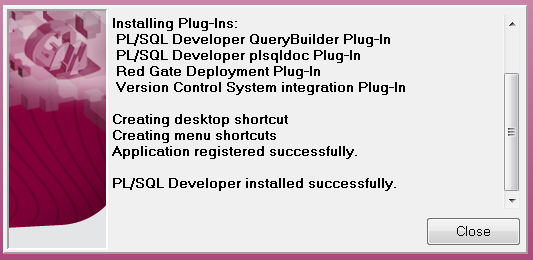 Installing Plug-Ins:
PL/SQL Developer QueryBuilder Plug-In
PL/SQL Developer plsqldoc Plug-In
Red Gate Deployment Plug-In
Version Control System integration Plug-In
Creating desktop shortcut
Creating menu shortcuts
Application registered successfully.
PL/SQL Developer installed successfully.
Close